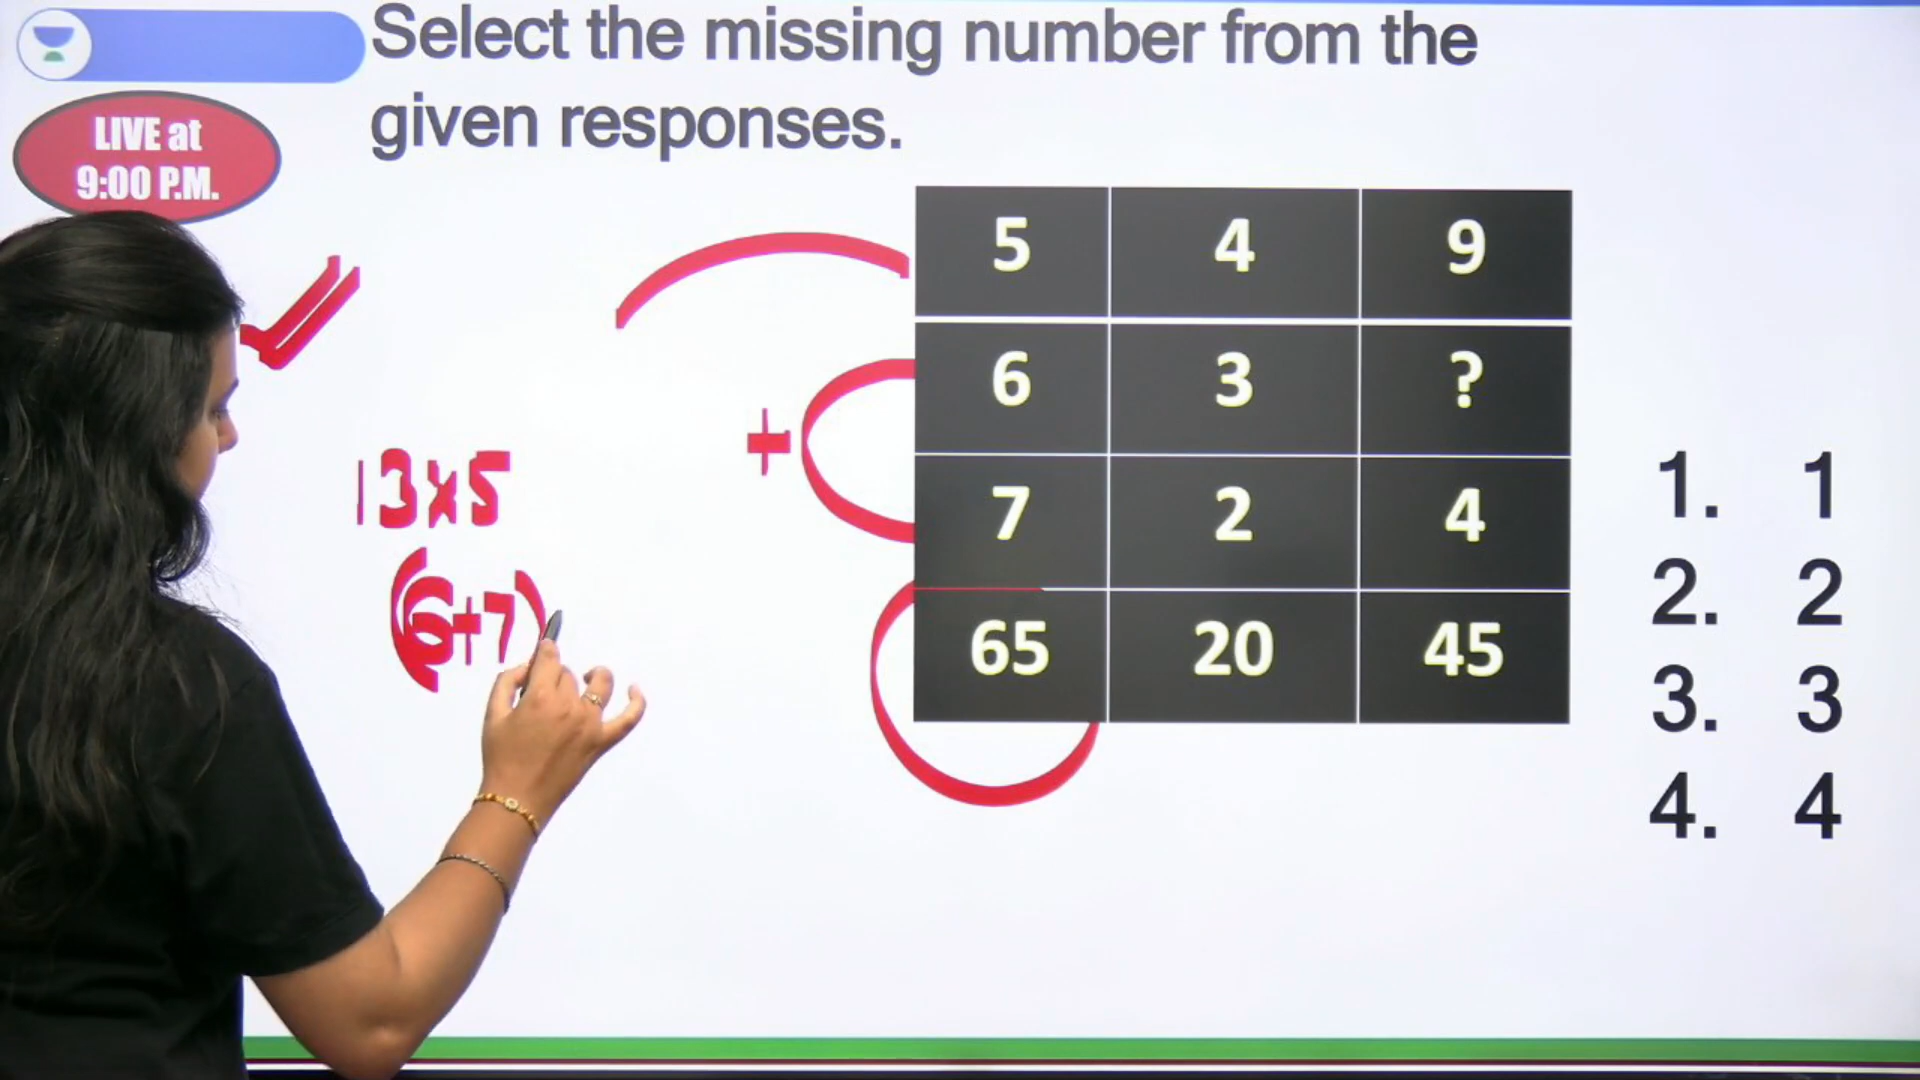 Select the missing number from the
given responses.
LIVE at
9:00 P.M.
5 4 9
6 3 ?
7 2 4
65 20 45
+
13x5
(6+7)
1. 1
2. 2
3. 3
4. 4